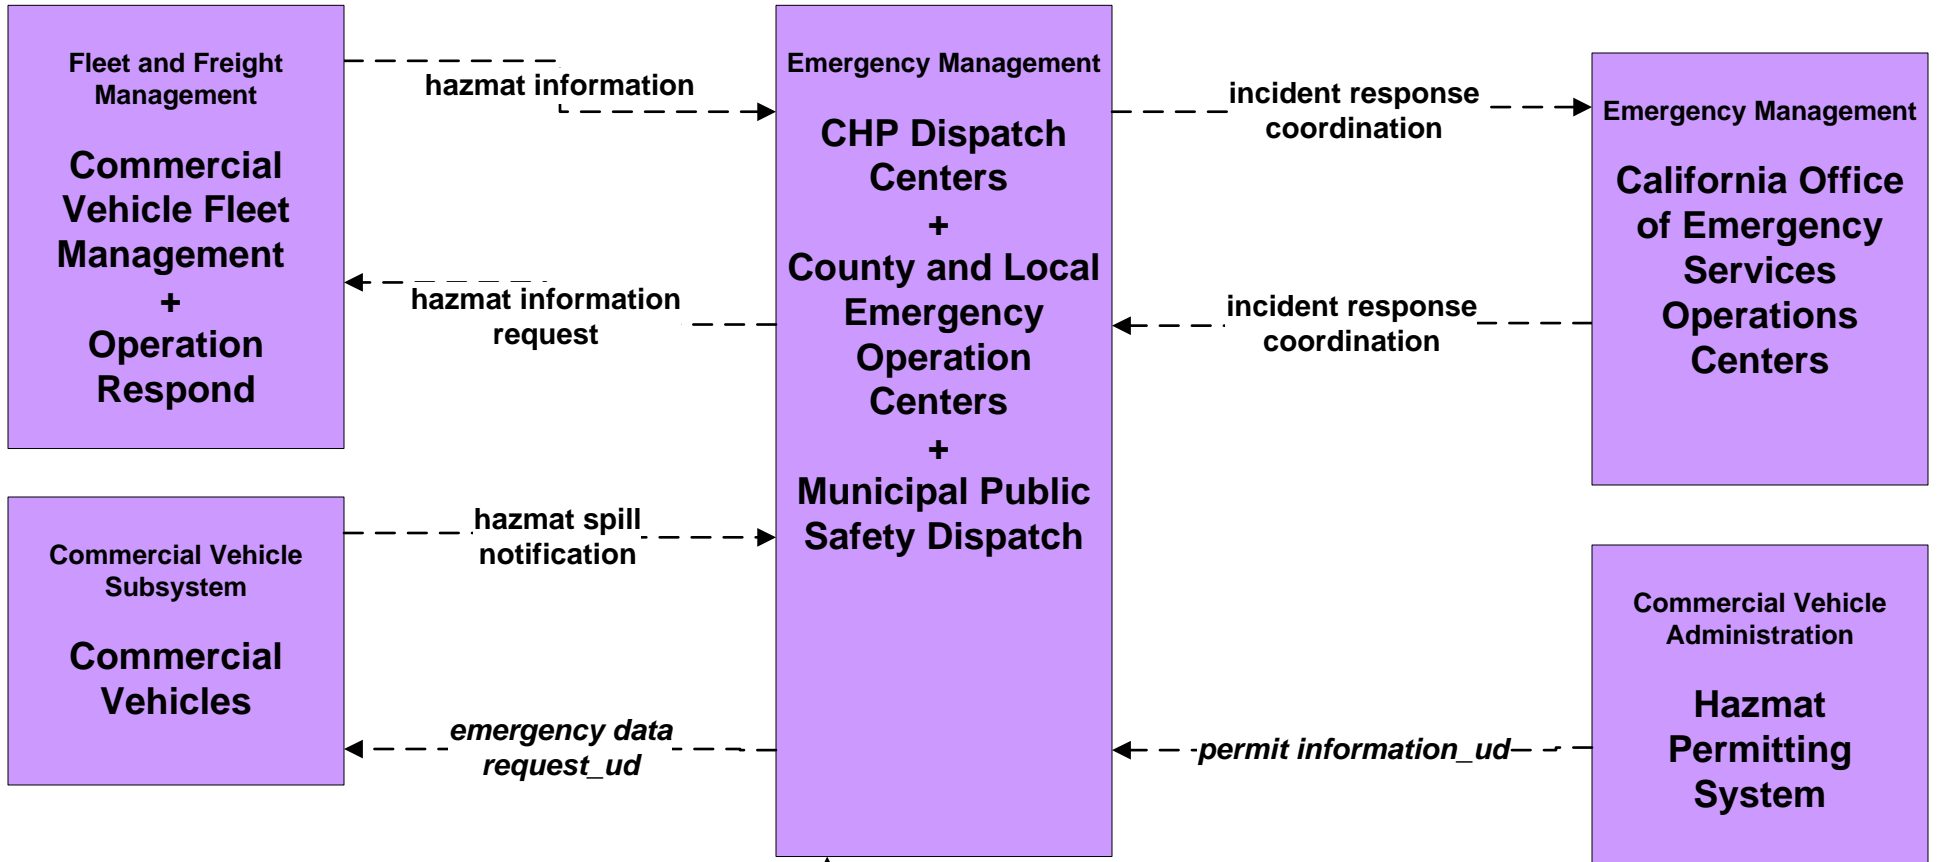 Fleet and Freight
Management
Commercial
Vehicle Fleet
Management
+
Operation
Respond
hazmat information
hazmat information
request
Commercial Vehicle
Subsystem
Commercial
Vehicles
hazmat spill
notification
emergency data
request_ud
Emergency Management
CHP Dispatch
Centers
+
County and Local
Emergency
Operation
Centers
+
Municipal Public
Safety Dispatch
incident response
coordination
incident response
coordination
permit information_ud
Emergency Management
California Office
of Emergency
Services
Operations
Centers
Commercial Vehicle
Administration
Hazmat
Permitting
System